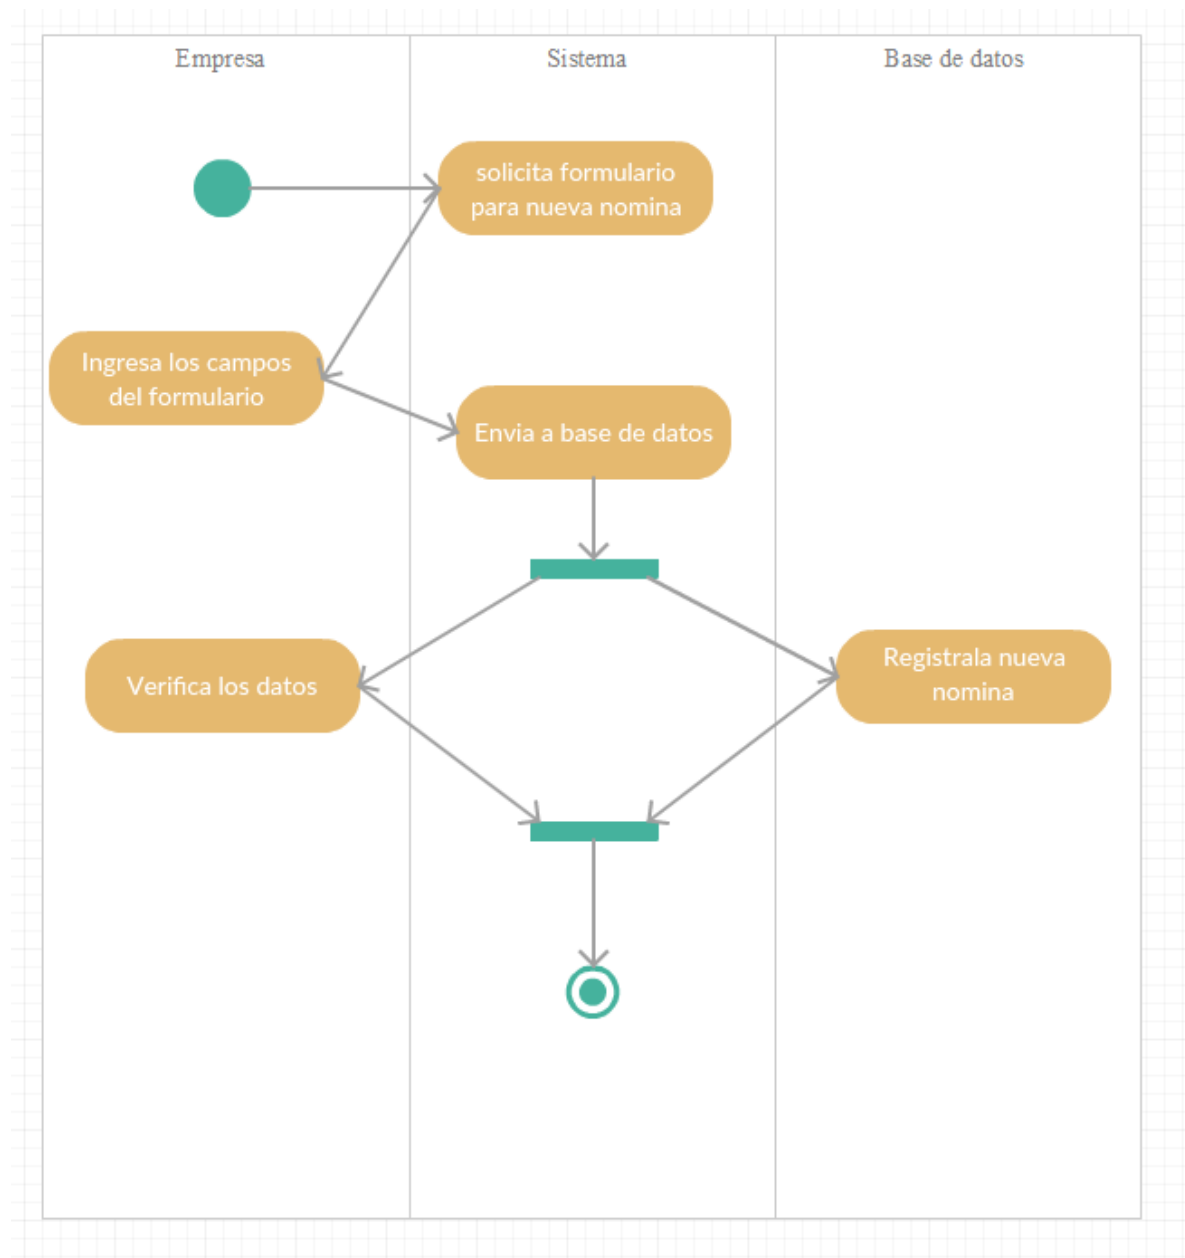 Empresa
Sistema
Base de datos
solicita formulario
para nueva nomina
Ingresa los campos
del formulario
Envia a base de datos
Verifica los datos
Registrala nueva
nomina